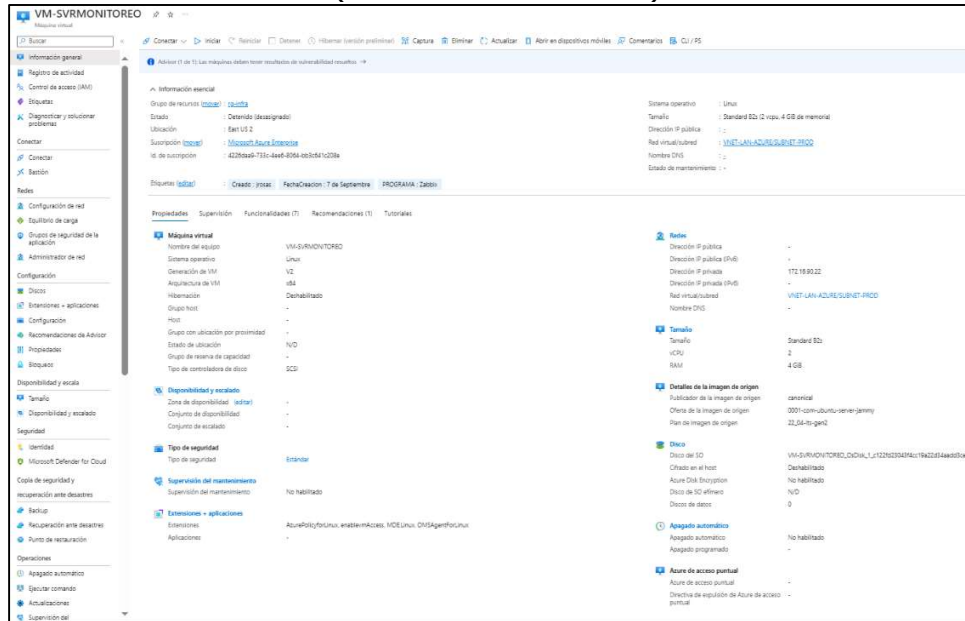 VM-SVRMONITOREO
Máquina virtual
Buscar
Conectar Iniciar Reiniciar Detener Hibernar (versión preliminar) Captura Eliminar Actualizar Abrir en dispositivos móviles Comentarios CLI / PS
Información general
Registro de actividad
Control de acceso (IAM)
Etiquetas
Diagnosticar y solucionar
problemas
Conectar
Conectar
Bastión
Redes
Configuración de red
Equilibrio de carga
Grupos de seguridad de la
aplicación
Administrador de red
Configuración
Discos
Extensiones + aplicaciones
Configuración
Recomendaciones de Advisor
Propiedades
Bloqueos
Disponibilidad y escala
Tamaño
Disponibilidad y escalado
Seguridad
Identidad
Microsoft Defender for Cloud
Copia de seguridad y
recuperación ante desastres
Backup
Recuperación ante desastres
Punto de restauración
Operaciones
Apagado automático
Ejecutar comando
Actualizaciones
Supervisión del
Advisor (1 de 1): Las máquinas deben tener resultados de vulnerabilidad resueltos →
Información esencial
Grupo de recursos (mover) : rg-infra
Estado : Detenido (desasignado)
Ubicación : East US 2
Suscripción (mover) : Microsoft Azure Enterprise
Id. de suscripción
Sistema operativo : Linux
Tamaño : Standard B2s (2 vcpu, 4 GiB de memoria)
Dirección IP pública : -
Red virtual/subred : VNET-LAN-AZURE/SUBNET-PROD
Nombre DNS : -
Estado de mantenimiento : -
Etiquetas (editar) : Creado : jrosac FechaCreacion : 7 de Septiembre PROGRAMA : Zabbix
Propiedades Supervisión Funcionalidades (7) Recomendaciones (1) Tutoriales
Máquina virtual
Nombre del equipo VM-SVRMONITOREO
Sistema operativo Linux
Generación de VM V2
Arquitectura de VM x64
Hibernación Deshabilitado
Grupo host -
Host -
Grupo con ubicación por proximidad -
Estado de ubicación N/D
Grupo de reserva de capacidad -
Tipo de controladora de disco SCSI
Disponibilidad y escalado
Zona de disponibilidad (editar) -
Conjunto de disponibilidad -
Conjunto de escalado -
Tipo de seguridad
Tipo de seguridad Estándar
Supervisión del mantenimiento
Supervisión del mantenimiento No habilitado
Extensiones + aplicaciones
Extensiones AzurePolicyforLinux, enablevmAccess, MDE.Linux, OMSAgentForLinux
Aplicaciones -
Redes
Dirección IP pública -
Dirección IP pública (IPv6) -
Dirección IP privada 172.18.90.22
Dirección IP privada (IPv6) -
Red virtual/subred VNET-LAN-AZURE/SUBNET-PROD
Nombre DNS -
Tamaño
Tamaño Standard B2s
vCPU 2
RAM 4 GiB
Detalles de la imagen de origen
Publicador de la imagen de origen canonical
Oferta de la imagen de origen 0001-com-ubuntu-server-jammy
Plan de imagen de origen 22_04-lts-gen2
Disco
Disco del SO
Cifrado en el host Deshabilitado
Azure Disk Encryption No habilitado
Disco de SO efímero N/D
Discos de datos 0
Apagado automático
Apagado automático No habilitado
Apagado programado -
Azure de acceso puntual
Azure de acceso puntual -
Directiva de expulsión de Azure de acceso -
puntual